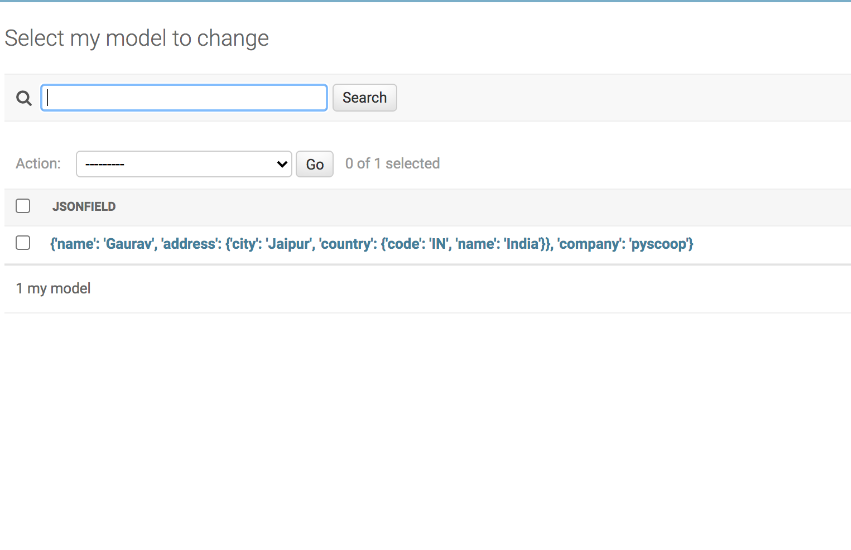 Select my model to change
Search
Action: --------- Go 0 of 1 selected
JSONFIELD
{'name': 'Gaurav', 'address': {'city': 'Jaipur', 'country': {'code': 'IN', 'name': 'India'}}, 'company': 'pyscoop'}
1 my model